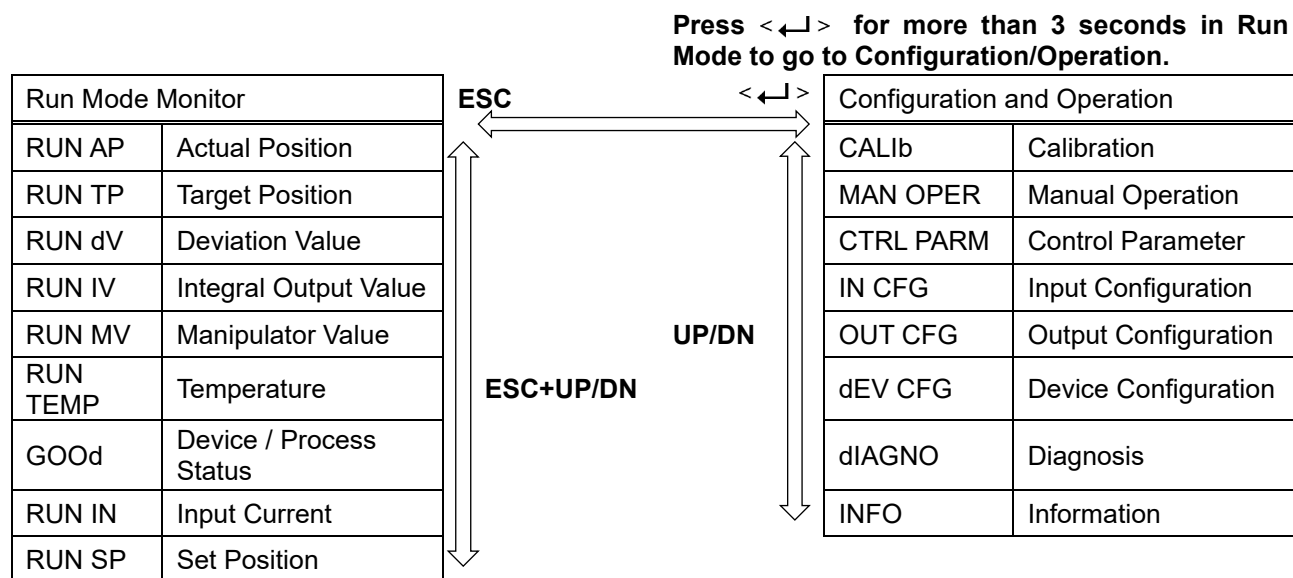 Press <↵> for more than 3 seconds in Run
Mode to go to Configuration/Operation.
Run Mode Monitor
ESC
<↵>
Configuration and Operation
RUN AP Actual Position
RUN TP Target Position
RUN dV Deviation Value
RUN IV Integral Output Value
RUN MV Manipulator Value
RUN
TEMP
Temperature
GOOd
Device / Process
Status
RUN IN Input Current
RUN SP Set Position
ESC+UP/DN
UP/DN
CALIb Calibration
MAN OPER Manual Operation
CTRL PARM Control Parameter
IN CFG Input Configuration
OUT CFG Output Configuration
dEV CFG Device Configuration
dIAGNO Diagnosis
INFO Information